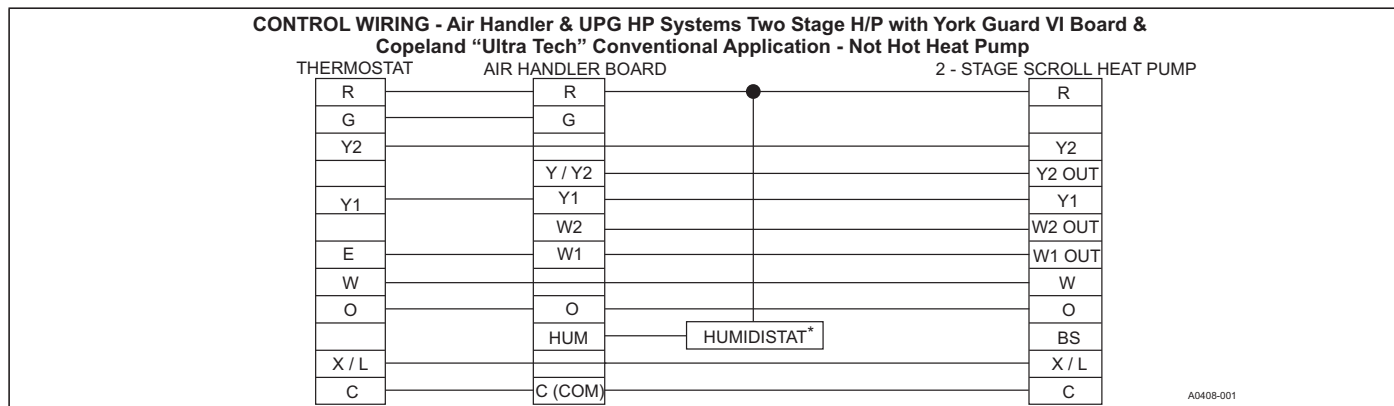 CONTROL WIRING - Air Handler & UPG HP Systems Two Stage H/P with York Guard VI Board &
Copeland “Ultra Tech” Conventional Application - Not Hot Heat Pump
THERMOSTAT AIR HANDLER BOARD 2 - STAGE SCROLL HEAT PUMP
R R R
G G
Y2 Y2
Y / Y2 Y2 OUT
Y1 Y1 Y1
W2 W2 OUT
E W1 W1 OUT
W W
O O O
HUM HUMIDISTAT* BS
X / L X / L
C C (COM) C
A0408-001